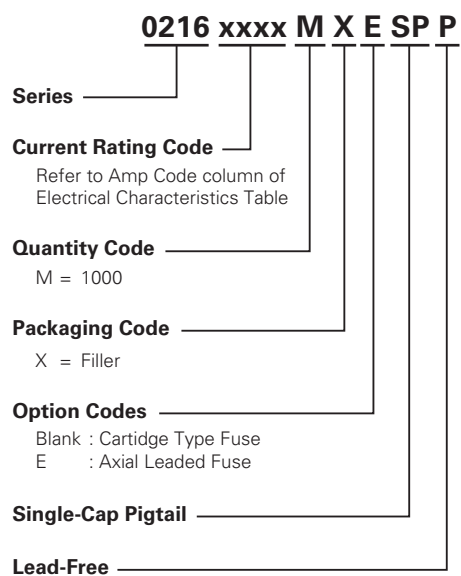 0216 xxxx M X E SP P
Series
Current Rating Code
Refer to Amp Code column of
Electrical Characteristics Table
Quantity Code
M = 1000
Packaging Code
X = Filler
Option Codes
Blank : Cartidge Type Fuse
E : Axial Leaded Fuse
Single-Cap Pigtail
Lead-Free